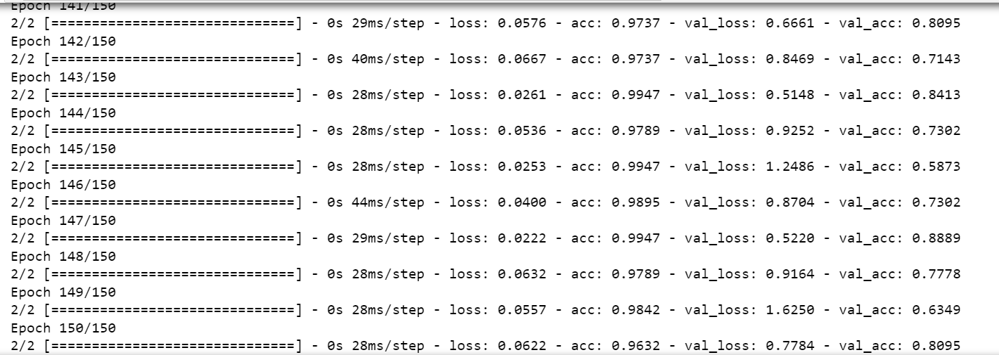 Epoch 141/150
2/2 [==============================] - 0s 29ms/step - loss: 0.0576 - acc: 0.9737 - val_loss: 0.6661 - val_acc: 0.8095
Epoch 142/150
2/2 [==============================] - 0s 40ms/step - loss: 0.0667 - acc: 0.9737 - val_loss: 0.8469 - val_acc: 0.7143
Epoch 143/150
2/2 [==============================] - 0s 28ms/step - loss: 0.0261 - acc: 0.9947 - val_loss: 0.5148 - val_acc: 0.8413
Epoch 144/150
2/2 [==============================] - 0s 28ms/step - loss: 0.0536 - acc: 0.9789 - val_loss: 0.9252 - val_acc: 0.7302
Epoch 145/150
2/2 [==============================] - 0s 28ms/step - loss: 0.0253 - acc: 0.9947 - val_loss: 1.2486 - val_acc: 0.5873
Epoch 146/150
2/2 [==============================] - 0s 44ms/step - loss: 0.0400 - acc: 0.9895 - val_loss: 0.8704 - val_acc: 0.7302
Epoch 147/150
2/2 [==============================] - 0s 29ms/step - loss: 0.0222 - acc: 0.9947 - val_loss: 0.5220 - val_acc: 0.8889
Epoch 148/150
2/2 [==============================] - 0s 28ms/step - loss: 0.0632 - acc: 0.9789 - val_loss: 0.9164 - val_acc: 0.7778
Epoch 149/150
2/2 [==============================] - 0s 28ms/step - loss: 0.0557 - acc: 0.9842 - val_loss: 1.6250 - val_acc: 0.6349
Epoch 150/150
2/2 [==============================] - 0s 28ms/step - loss: 0.0622 - acc: 0.9632 - val_loss: 0.7784 - val_acc: 0.8095